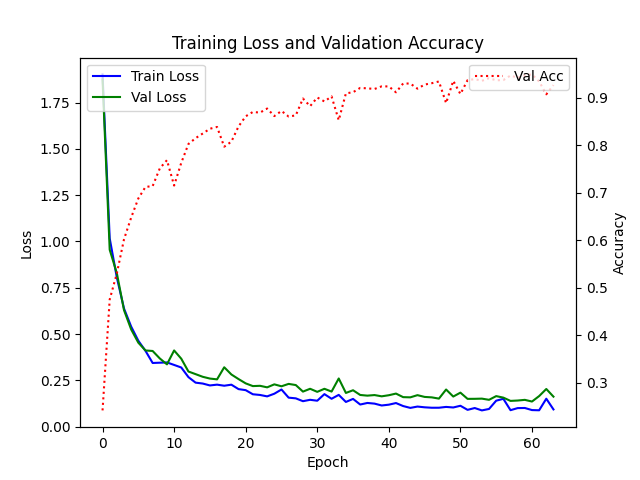 Training Loss and Validation Accuracy
Train Loss
Val Loss
Val Acc
Loss
1.75
1.50
1.25
1.00
0.75
0.50
0.25
0.00
0.9
0.8
0.7
0.6
0.5
0.4
0.3
Accuracy
0 10 20 30 40 50 60
Epoch